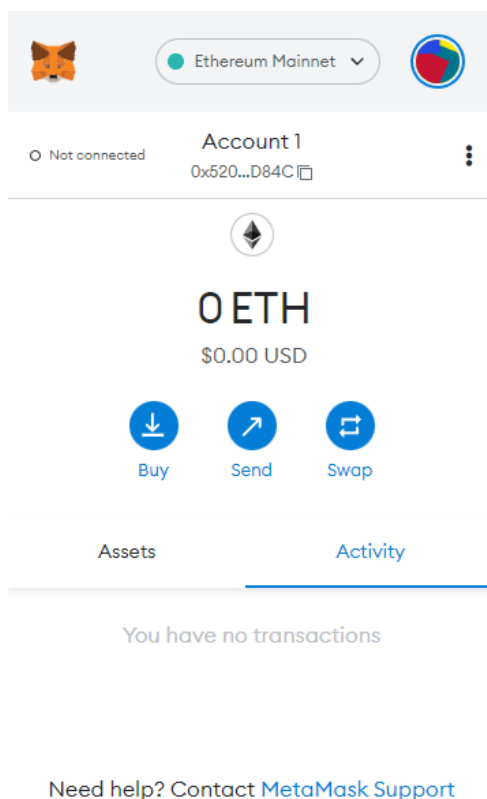 Ethereum Mainnet
Not connected
Account 1
0x520...D84C
0 ETH
$0.00 USD
Buy Send Swap
Assets Activity
You have no transactions
Need help? Contact MetaMask Support